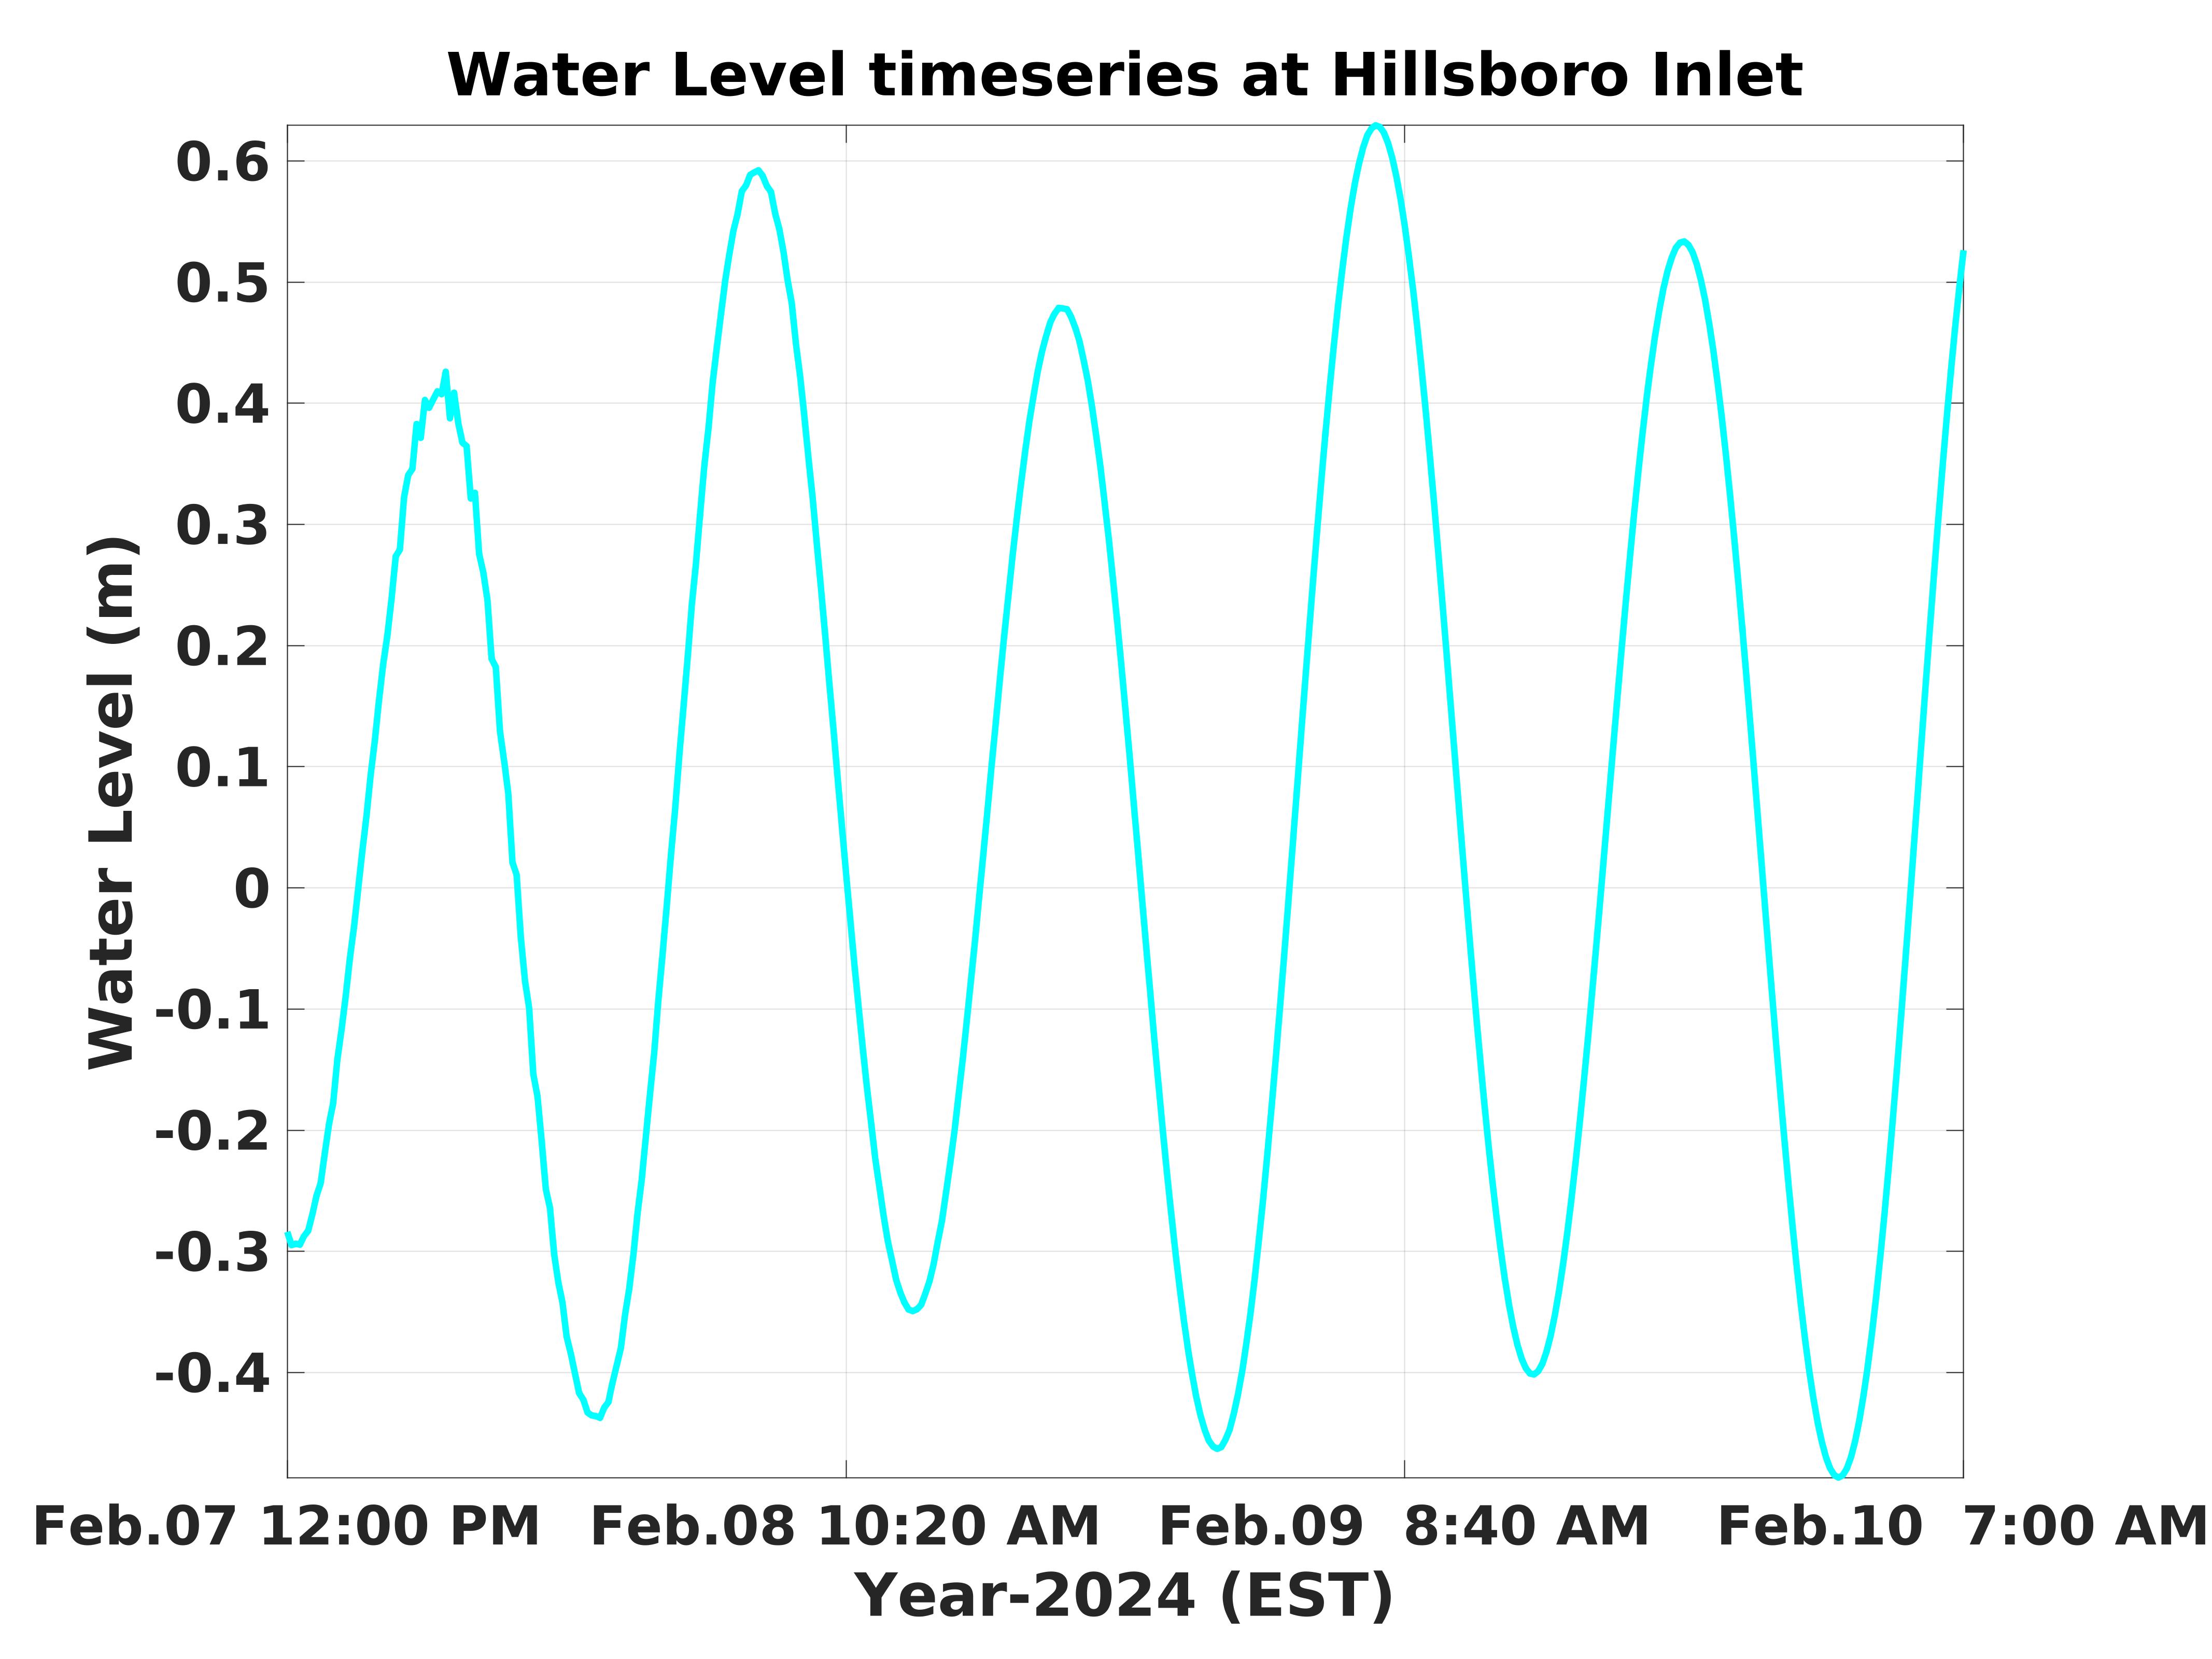 Water Level timeseries at Hillsboro Inlet
0.6
0.5
0.4
0.3
0.2
0.1
0
-0.1
-0.2
-0.3
-0.4
Water Level (m)
Feb.07 12:00 PM Feb.08 10:20 AM Feb.09 8:40 AM Feb.10 7:00 AM
Year-2024 (EST)